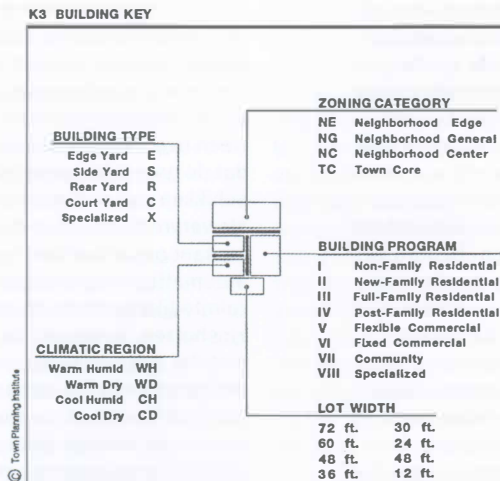 K3 BUILDING KEY
ZONING CATEGORY
NE Neighborhood Edge
NG Neighborhood General
NC Neighborhood Center
TC Town Core
BUILDING TYPE
Edge Yard E
Side Yard S
Rear Yard R
Court Yard C
Specialized X
BUILDING PROGRAM
I Non-Family Residential
II New-Family Residential
III Full-Family Residential
IV Post-Family Residential
V Flexible Commercial
VI Fixed Commercial
VII Community
VIII Specialized
CLIMATIC REGION
Warm Humid WH
Warm Dry WD
Cool Humid CH
Cool Dry CD
LOT WIDTH
72 ft. 30 ft.
60 ft. 24 ft.
48 ft. 48 ft.
36 ft. 12 ft.
© Town Planning Institute